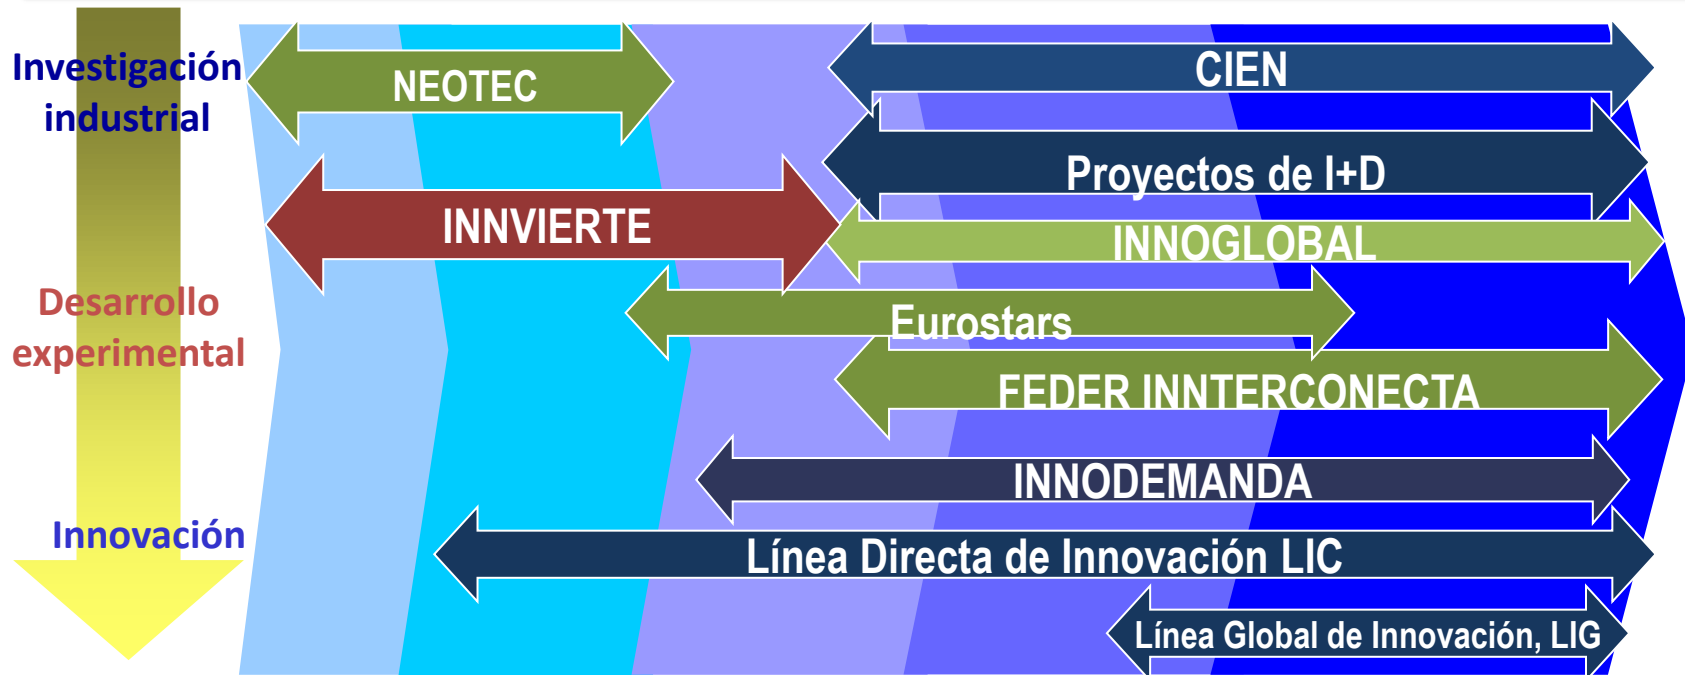 Investigación
industrial
NEOTEC
CIEN
Proyectos de I+D
INNVIERTE
INNOGLOBAL
Desarrollo
experimental
Eurostars
FEDER INNTERCONECTA
INNODEMANDA
Innovación
Línea Directa de Innovación LIC
Línea Global de Innovación, LIG